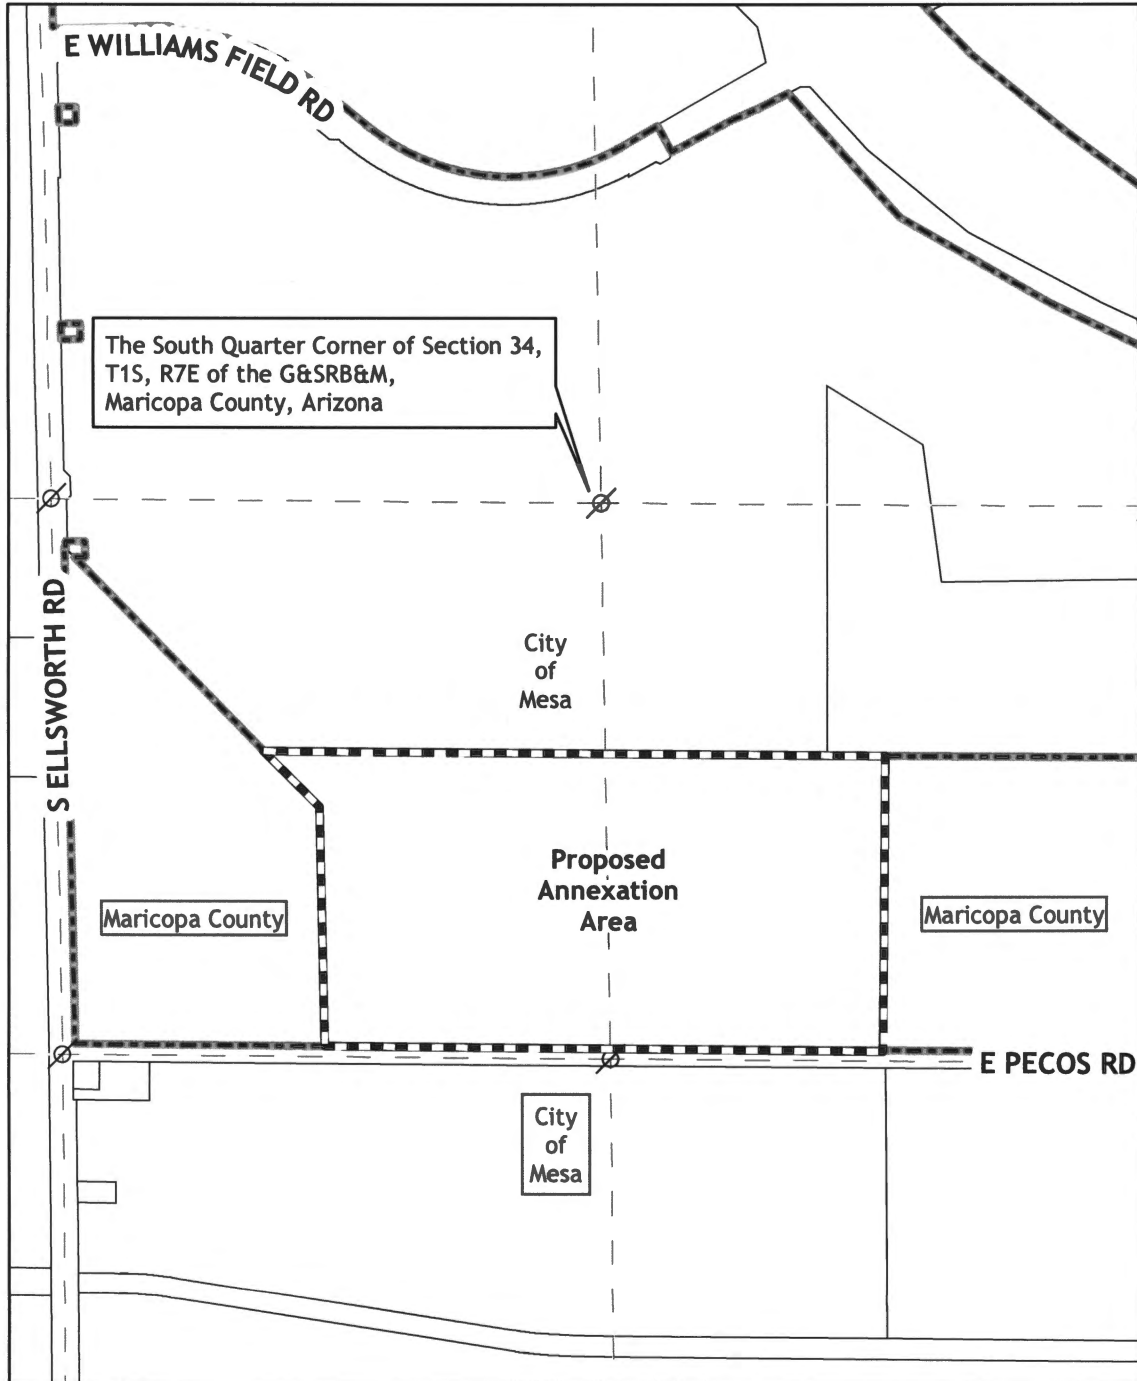 E WILLIAMS FIELD RD
The South Quarter Corner of Section 34,
T1S, R7E of the G&SRB&M,
Maricopa County, Arizona
S ELLSWORTH RD
City
of
Mesa
Proposed
Annexation
Area
Maricopa County
Maricopa County
E PECOS RD
City
of
Mesa